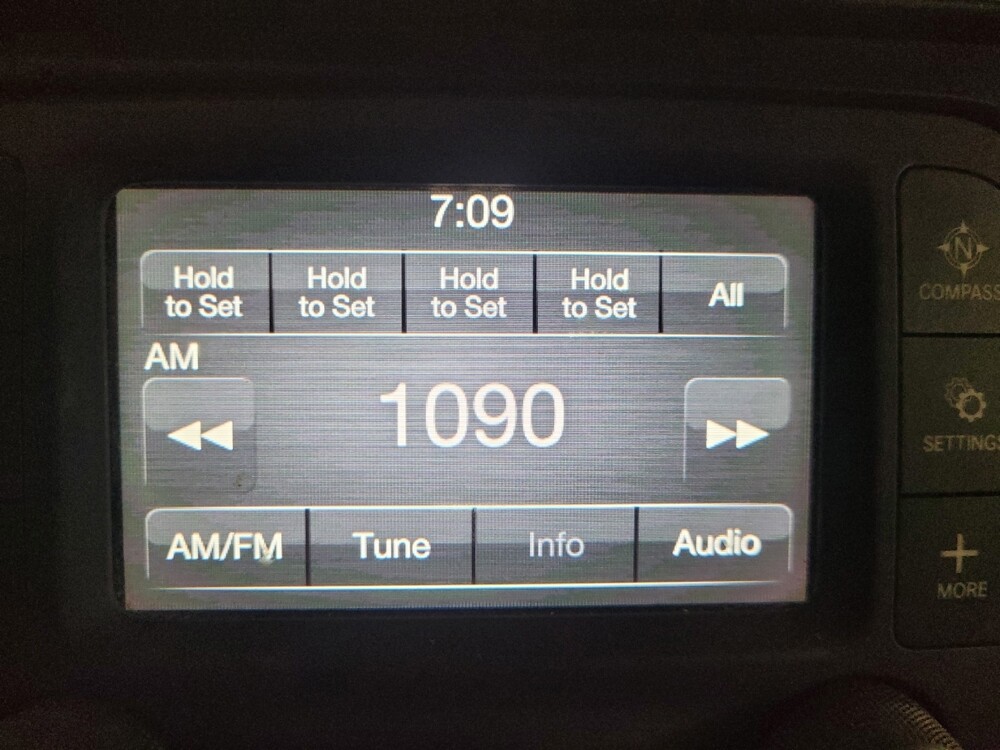 7:09
Hold to Set
Hold to Set
Hold to Set
Hold to Set
All
AM
1090
AM/FM
Tune
Info
Audio
N
COMPASS
SETTINGS
+
MORE